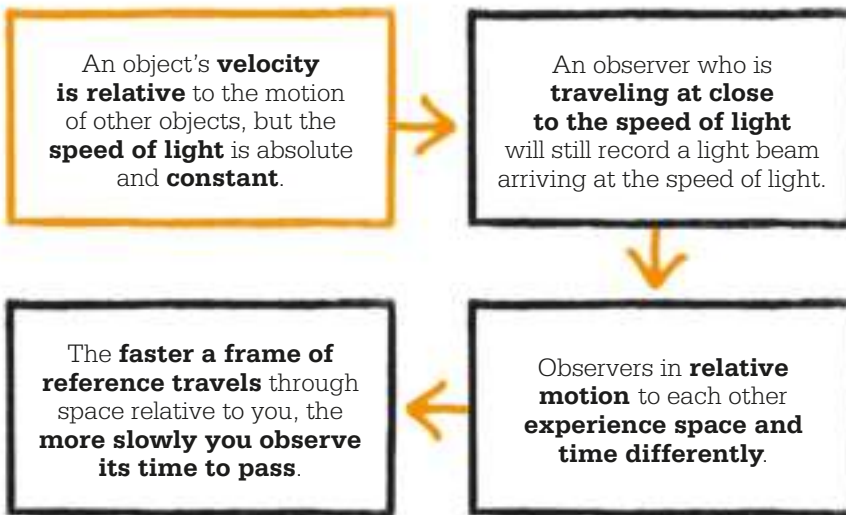 An object’s velocity
is relative to the motion
of other objects, but the
speed of light is absolute
and constant.
An observer who is
traveling at close
to the speed of light
will still record a light beam
arriving at the speed of light.
Observers in relative
motion to each other
experience space and
time differently.
The faster a frame of
reference travels through
space relative to you, the
more slowly you observe
its time to pass.